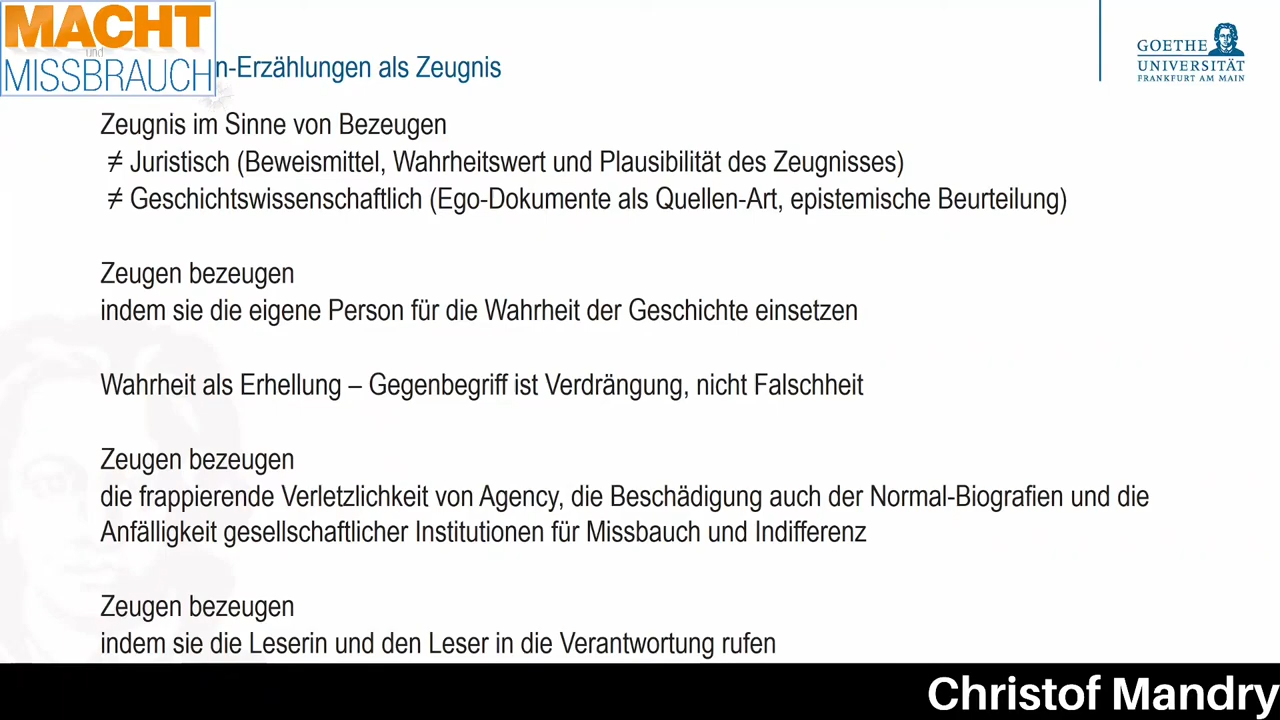 MACHT
und
MISSBRAUCH
n-Erzählungen als Zeugnis
GOETHE
UNIVERSITÄT
FRANKFURT AM MAIN
Zeugnis im Sinne von Bezeugen
≠ Juristisch (Beweismittel, Wahrheitswert und Plausibilität des Zeugnisses)
≠ Geschichtswissenschaftlich (Ego-Dokumente als Quellen-Art, epistemische Beurteilung)
Zeugen bezeugen
indem sie die eigene Person für die Wahrheit der Geschichte einsetzen
Wahrheit als Erhellung – Gegenbegriff ist Verdrängung, nicht Falschheit
Zeugen bezeugen
die frappierende Verletzlichkeit von Agency, die Beschädigung auch der Normal-Biografien und die
Anfälligkeit gesellschaftlicher Institutionen für Missbauch und Indifferenz
Zeugen bezeugen
indem sie die Leserin und den Leser in die Verantwortung rufen
Christof Mandry